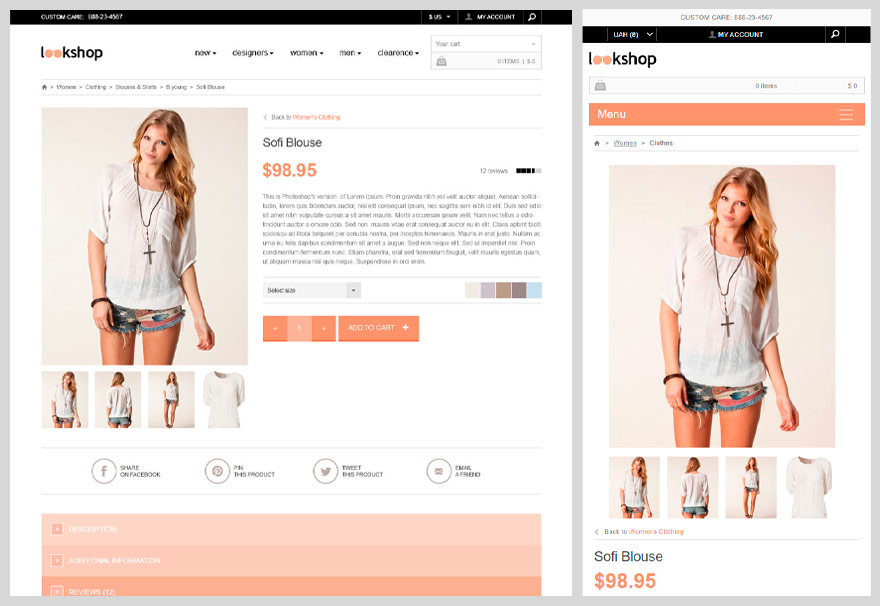 CUSTOM CARE: 888-23-4567
$ US
MY ACCOUNT
lookshop
new
designers
women
men
clearence
Your cart
0 ITEMS | $ 0
> Women > Clothing > Blouses & Shirts > B.young > Sofi Blouse
< Back to Women's Clothing
Sofi Blouse
$98.95
12 reviews
This is Photoshop's version of Lorem Ipsum. Proin gravida nibh vel velit auctor aliquet. Aenean sollici-
tudin, lorem quis bibendum auctor, nisi elit consequat ipsum, nec sagittis sem nibh id elit. Duis sed odio
sit amet nibh vulputate cursus a sit amet mauris. Morbi accumsan ipsum velit. Nam nec tellus a odio
tincidunt auctor a ornare odio. Sed non mauris vitae erat consequat auctor eu in elit. Class aptent taciti
sociosqu ad litora torquent per conubia nostra, per inceptos himenaeos. Mauris in erat justo. Nullam ac
urna eu felis dapibus condimentum sit amet a augue. Sed non neque elit. Sed ut imperdiet nisi. Proin
condimentum fermentum nunc. Etiam pharetra, erat sed fermentum feugiat, velit mauris egestas quam,
ut aliquam massa nisl quis neque. Suspendisse in orci enim.
Select size
1
ADD TO CART +
SHARE
ON FACEBOOK
PIN
THIS PRODUCT
TWEET
THIS PRODUCT
EMAIL
A FRIEND
DESCRIPTION
ADDITIONAL INFORMATION
REVIEWS (12)
CUSTOM CARE: 888-23-4567
UAH (₴)
MY ACCOUNT
lookshop
0 items
$ 0
Menu
> Women > Clothes
< Back to Women's Clothing
Sofi Blouse
$98.95